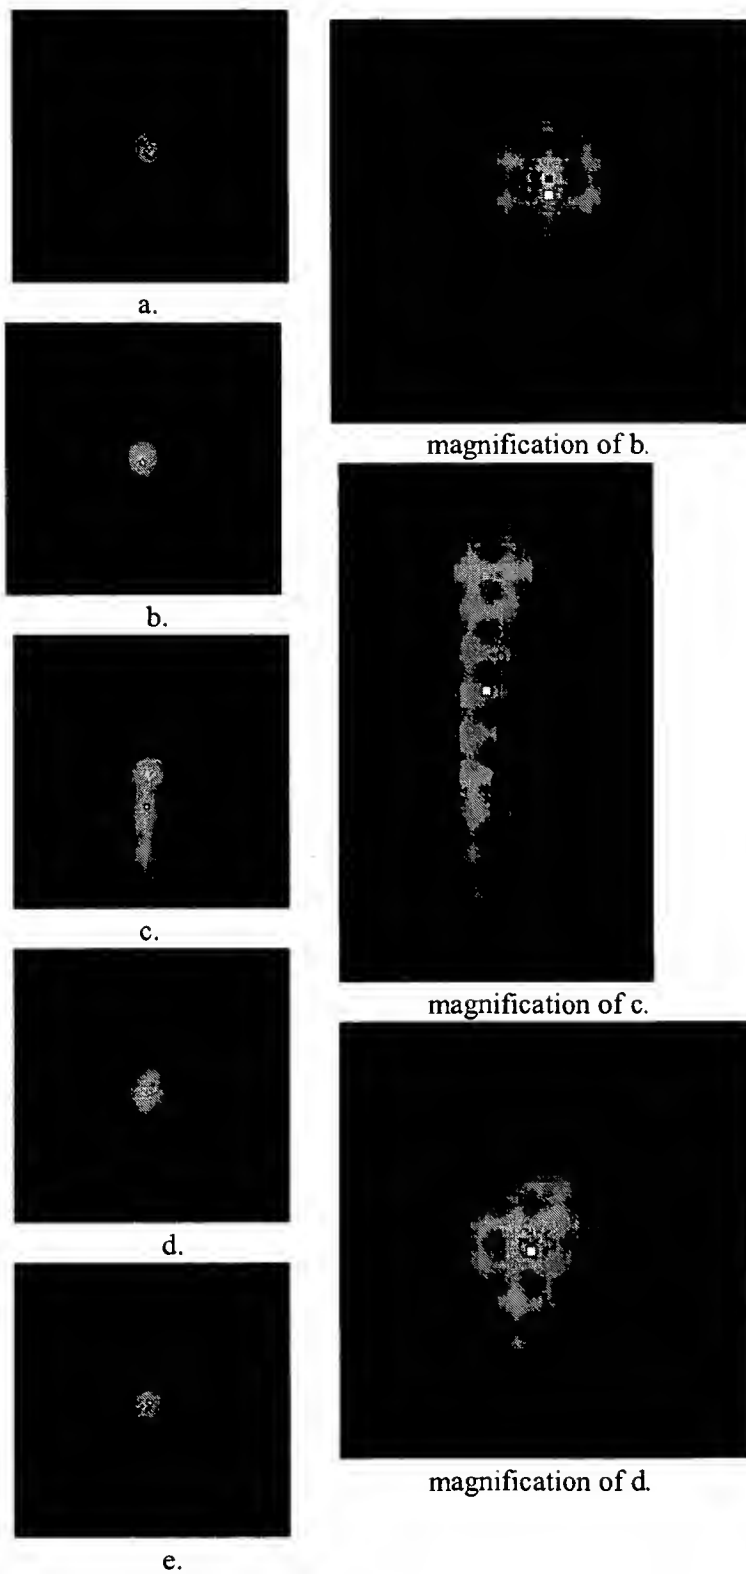 a.
magnification of b.
b.
c.
magnification of c.
d.
magnification of d.
e.